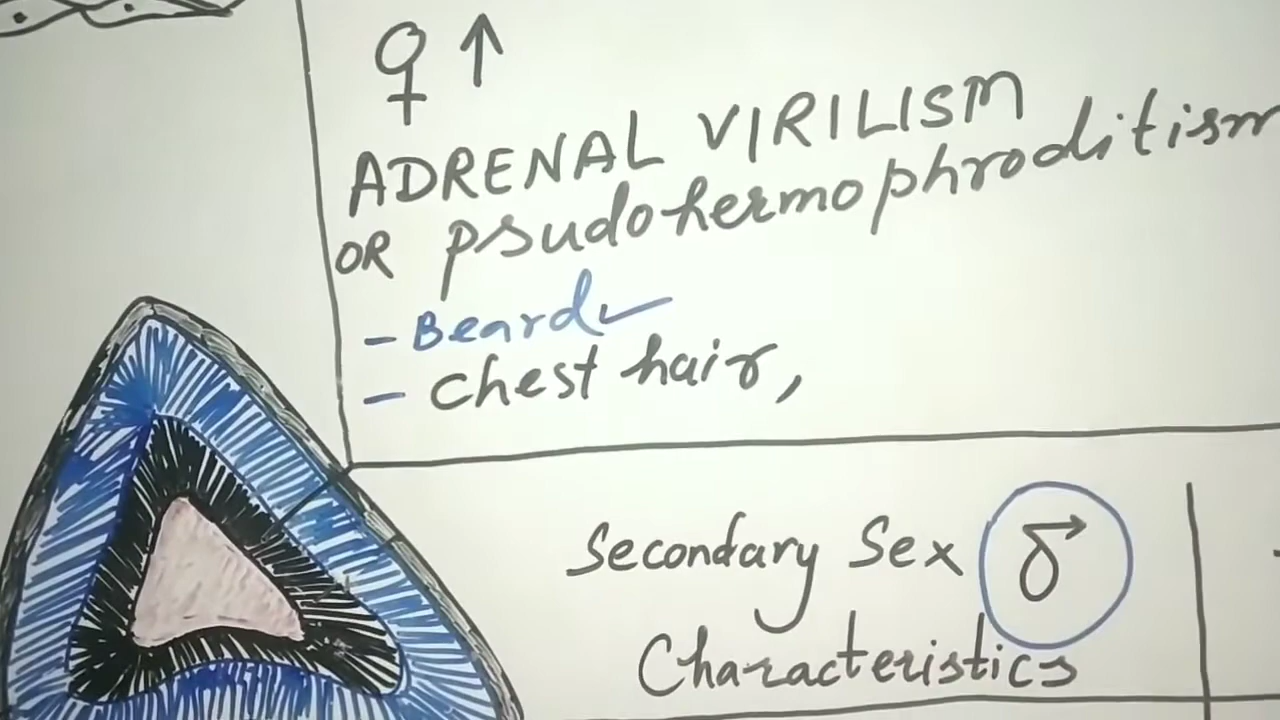 ♀ ↑
ADRENAL VIRILISM
OR psudohermophroditism
- Beard ✓
- chest hair,
Secondary Sex ♂
Characteristics